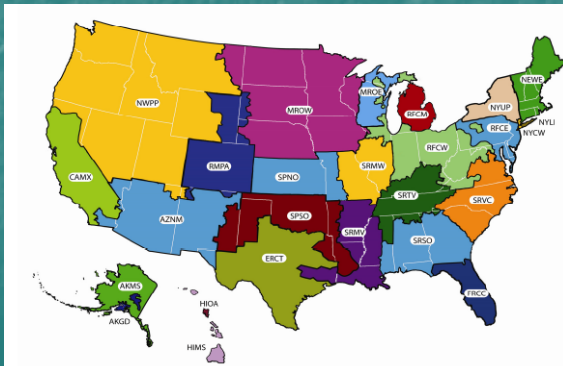 NWPP
MROW
MROE
RFCM
NEWE
NYUP
NYLI
NYCW
RFCE
RFCW
CAMX
RMPA
SPNO
SRMW
SRTV
SRVC
AZNM
SPSO
SRMV
SRSO
ERCT
FRCC
AKMS
AKGD
HIOA
HIMS